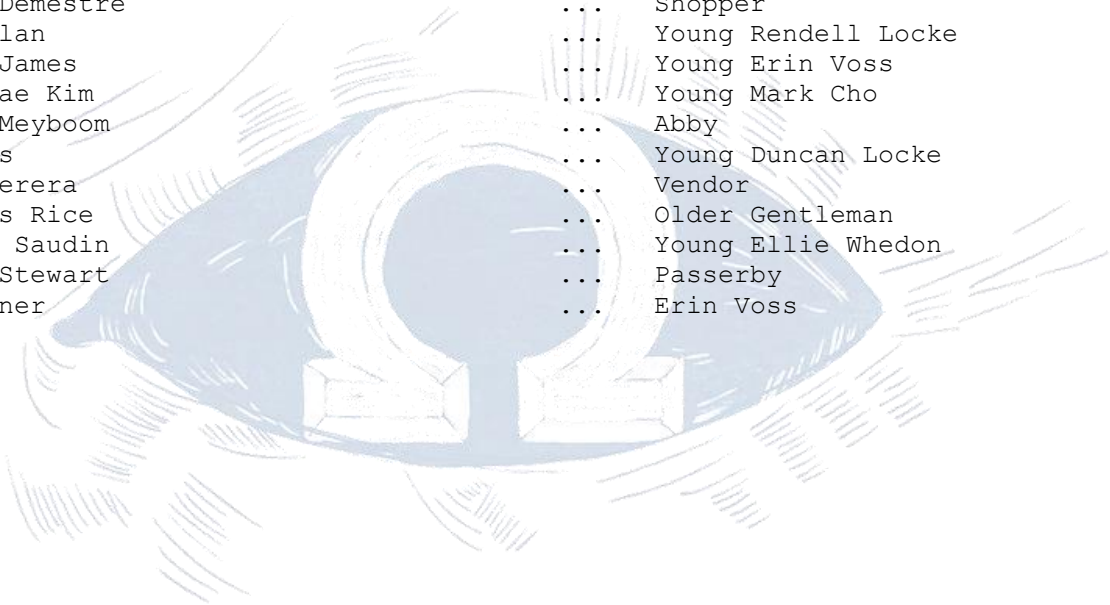 Demestre ... Shopper
lan ... Young Rendell Locke
James ... Young Erin Voss
ae Kim ... Young Mark Cho
Meyboom ... Abby
s ... Young Duncan Locke
erera ... Vendor
s Rice ... Older Gentleman
Saudin ... Young Ellie Whedon
Stewart ... Passerby
ner ... Erin Voss